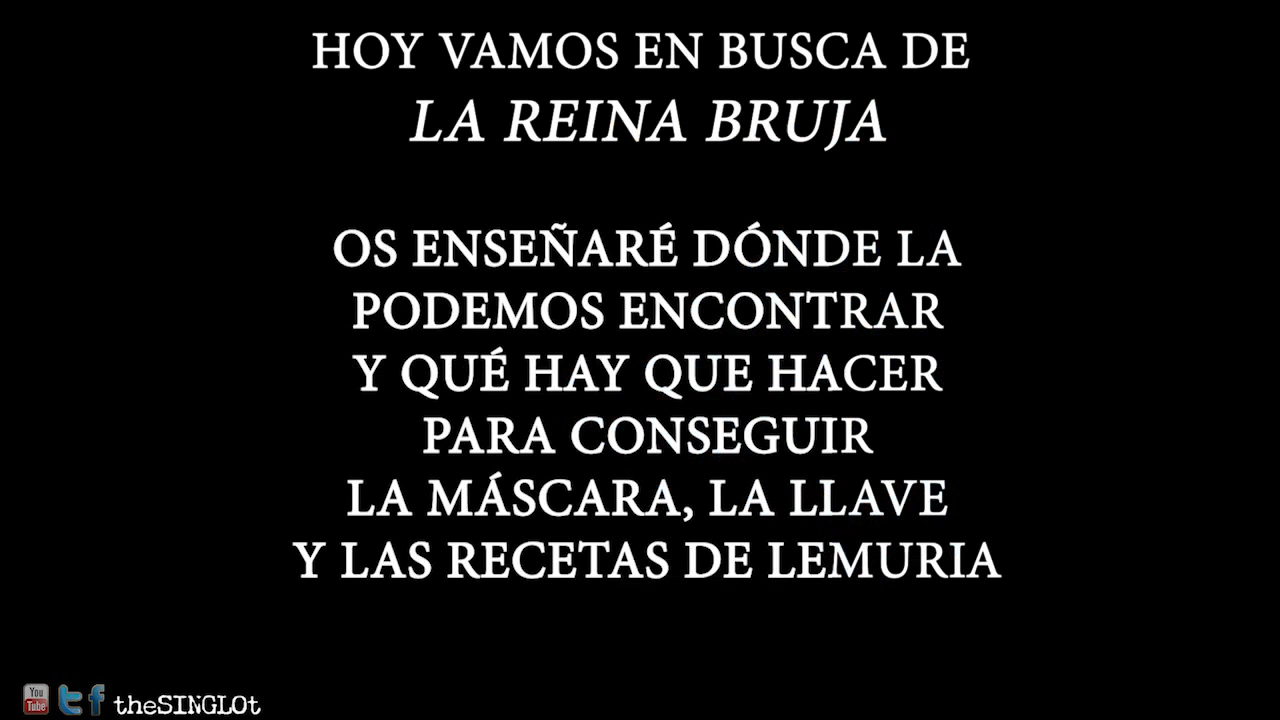 HOY VAMOS EN BUSCA DE
LA REINA BRUJA
OS ENSEÑARÉ DÓNDE LA
PODEMOS ENCONTRAR
Y QUÉ HAY QUE HACER
PARA CONSEGUIR
LA MÁSCARA, LA LLAVE
Y LAS RECETAS DE LEMURIA
You Tube t f theSINGLOt